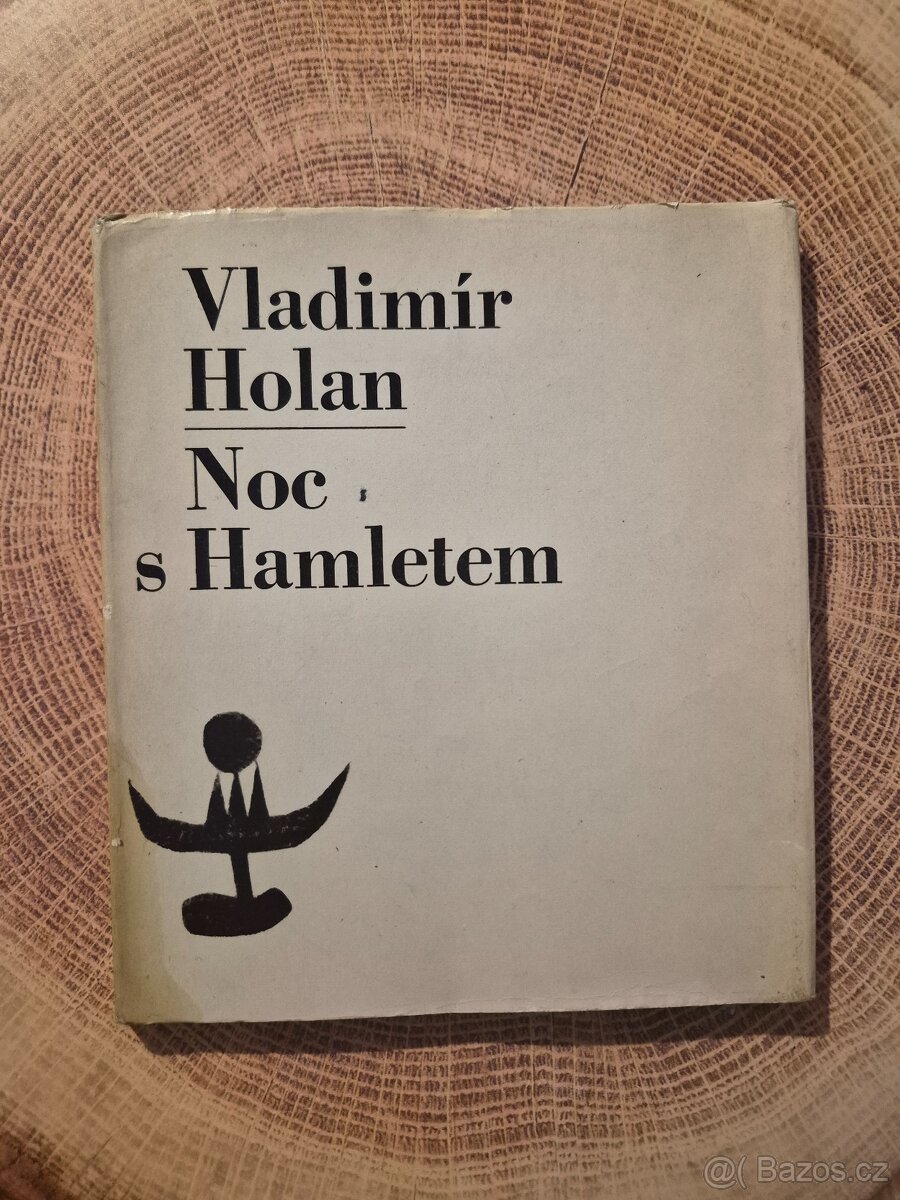 Vladimír
Holan
Noc
s Hamletem
@( Bazos.cz